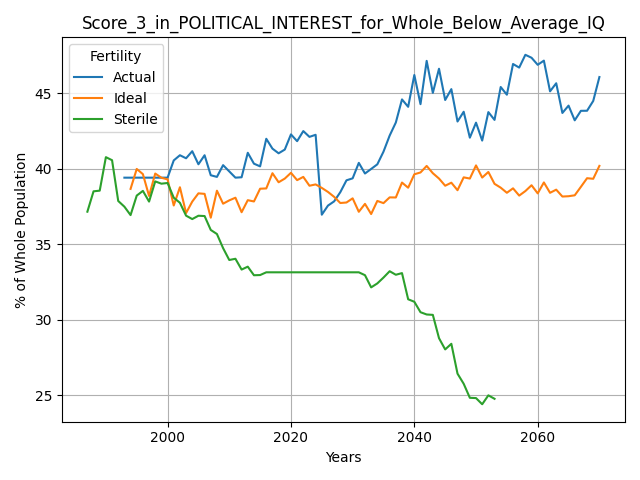 Score_3_in_POLITICAL_INTEREST_for_Whole_Below_Average_IQ
Fertility
Actual
Ideal
Sterile
% of Whole Population
45
40
35
30
25
2000
2020
2040
2060
Years